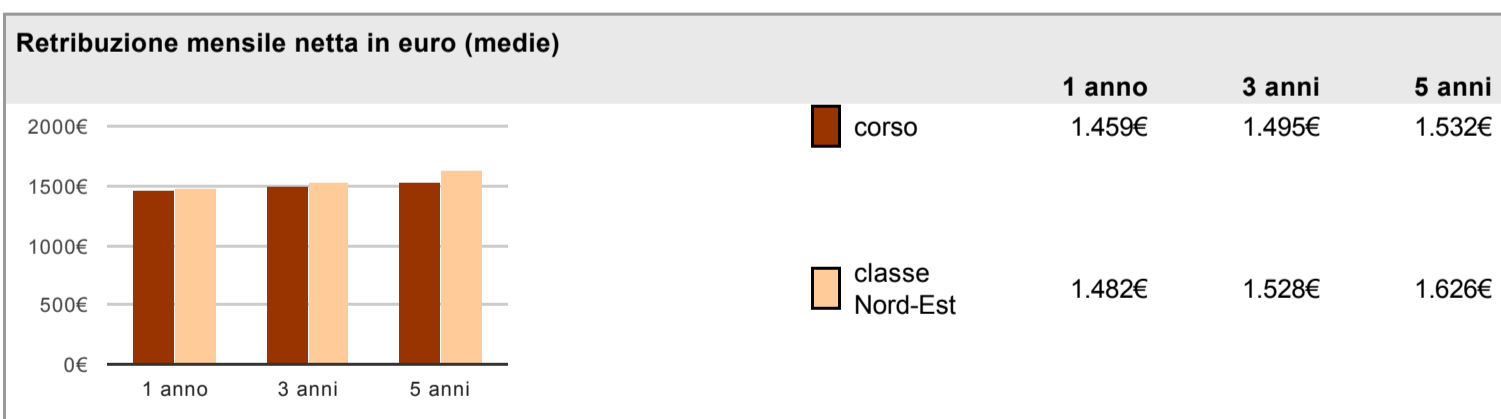 Retribuzione mensile netta in euro (medie)
1 anno 3 anni 5 anni
2000€
1500€
1000€
500€
0€
1 anno 3 anni 5 anni
corso 1.459€ 1.495€ 1.532€
classe
Nord-Est 1.482€ 1.528€ 1.626€